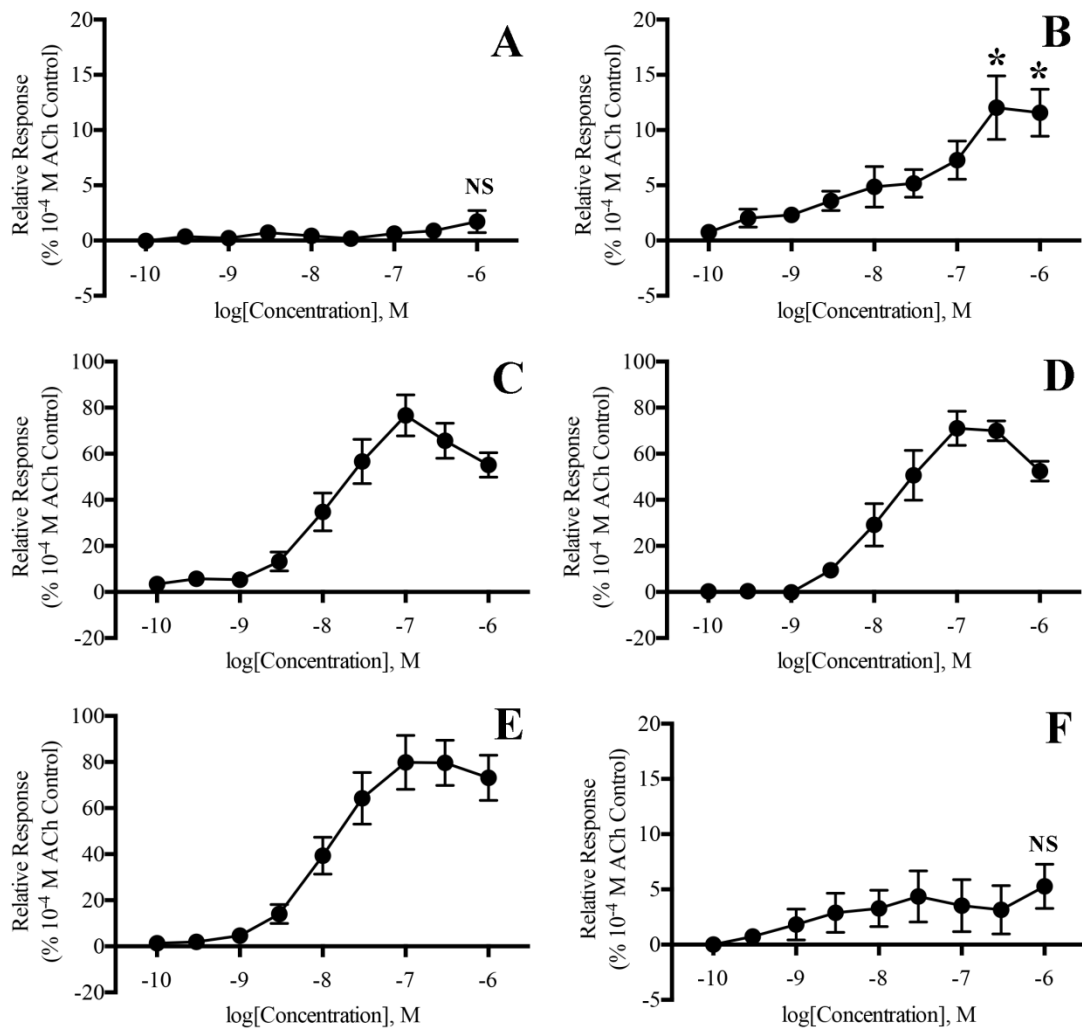 A
Relative Response
(% 10⁻⁴ M ACh Control)
20
15
10
5
0
-5
NS
-10
-9
-8
-7
-6
log[Concentration], M
B
Relative Response
(% 10⁻⁴ M ACh Control)
20
15
10
5
0
-5
*
*
-10
-9
-8
-7
-6
log[Concentration], M
C
Relative Response
(% 10⁻⁴ M ACh Control)
100
80
60
40
20
0
-20
-10
-9
-8
-7
-6
log[Concentration], M
D
Relative Response
(% 10⁻⁴ M ACh Control)
100
80
60
40
20
0
-20
-10
-9
-8
-7
-6
log[Concentration], M
E
Relative Response
(% 10⁻⁴ M ACh Control)
100
80
60
40
20
0
-20
-10
-9
-8
-7
-6
log[Concentration], M
F
Relative Response
(% 10⁻⁴ M ACh Control)
20
15
10
5
0
-5
NS
-10
-9
-8
-7
-6
log[Concentration], M